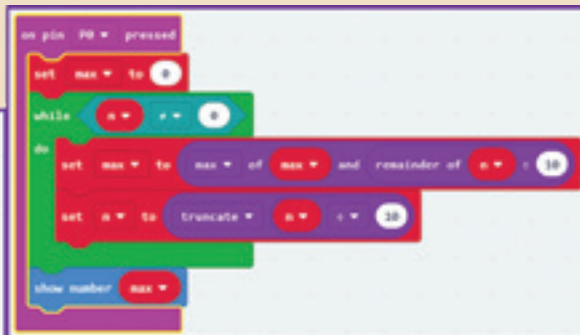 on pin P0 pressed
set max to 0
while n ≠ 0
do
set max to max of max and remainder of n ÷ 10
set n to truncate n ÷ 10
show number max